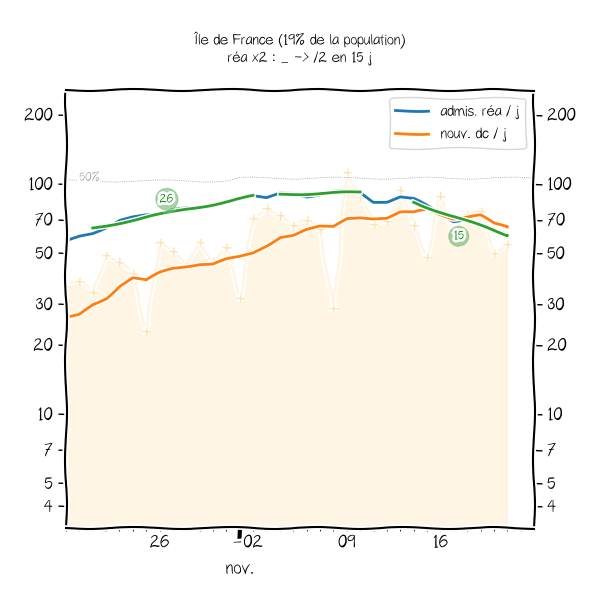 Île de France (19% de la population)
réa x2 : _ -> /2 en 15 j
admis. réa / j
nouv. dc / j
200 200
50%
100 100
26
70 70
15
50 50
30 30
20 20
10 10
7 7
5 5
4 4
26 02 09 16
nov.